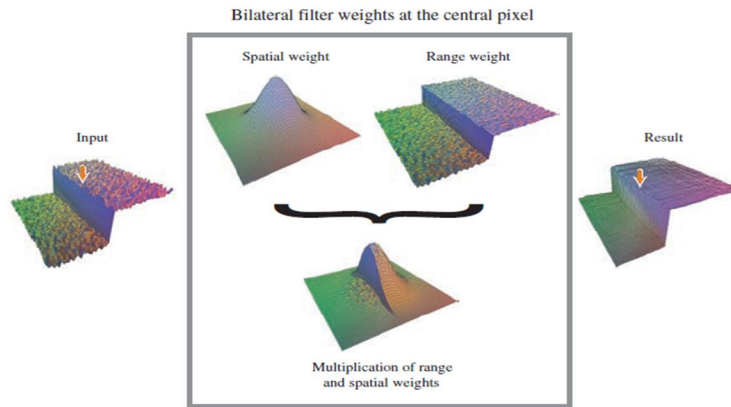 Bilateral filter weights at the central pixel
Spatial weight
Range weight
Input
Result
Multiplication of range
and spatial weights